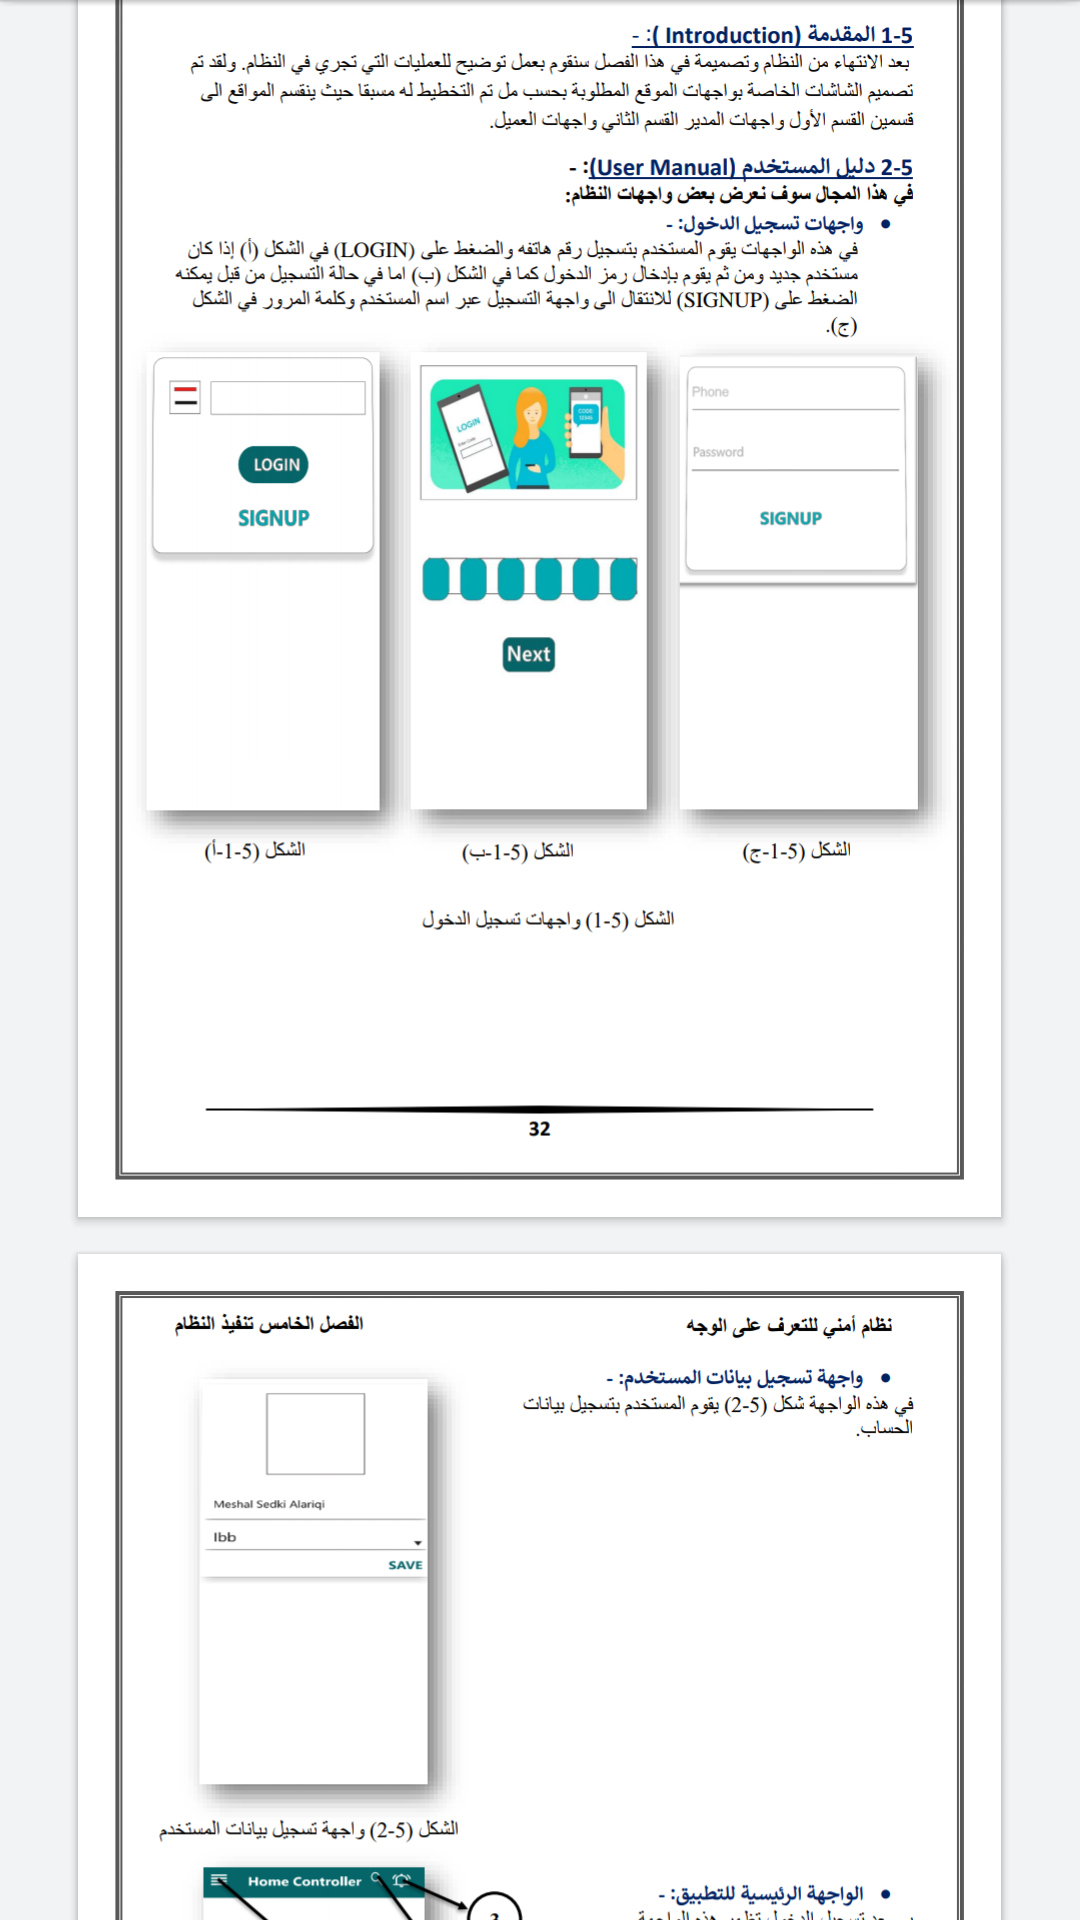 1-5 المقدمة (Introduction ): -
بعد الانتهاء من النظام وتصميمة في هذا الفصل سنقوم بعمل توضيح للعمليات التي تجري في النظام. ولقد تم
تصميم الشاشات الخاصة بواجهات الموقع المطلوبة بحسب مل تم التخطيط له مسبقا حيث ينقسم المواقع الى
قسمين القسم الأول واجهات المدير القسم الثاني واجهات العميل.
2-5 دليل المستخدم (User Manual): -
في هذا المجال سوف نعرض بعض واجهات النظام:
• واجهات تسجيل الدخول: -
في هذه الواجهات يقوم المستخدم بتسجيل رقم هاتفه والضغط على (LOGIN) في الشكل (أ) إذا كان
مستخدم جديد ومن ثم يقوم بإدخال رمز الدخول كما في الشكل (ب) اما في حالة التسجيل من قبل يمكنه
الضغط على (SIGNUP) للانتقال الى واجهة التسجيل عبر اسم المستخدم وكلمة المرور في الشكل
(ج).
Phone
Password
SIGNUP
LOGIN
Enter Code
CODE
12345
Next
LOGIN
SIGNUP
الشكل (5-1-ج)
الشكل (5-1-ب)
الشكل (5-1-أ)
الشكل (5-1) واجهات تسجيل الدخول
32
نظام أمني للتعرف على الوجه
الفصل الخامس تنفيذ النظام
• واجهة تسجيل بيانات المستخدم: -
في هذه الواجهة شكل (5-2) يقوم المستخدم بتسجيل بيانات
الحساب.
Meshal Sedki Alariqi
Ibb
SAVE
الشكل (5-2) واجهة تسجيل بيانات المستخدم
Home Controller
• الواجهة الرئيسية للتطبيق: -